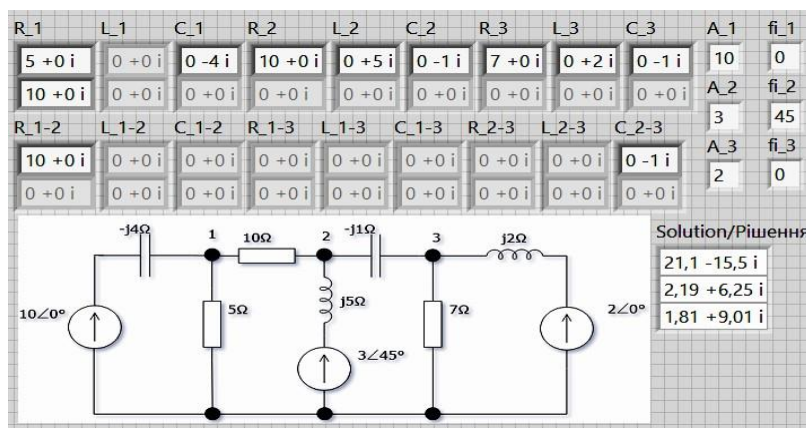 R_1 L_1 C_1 R_2 L_2 C_2 R_3 L_3 C_3 A_1 fi_1
5 +0 i 0 +0 i 0 -4 i 10 +0 i 0 +5 i 0 -1 i 7 +0 i 0 +2 i 0 -1 i 10 0
10 +0 i 0 +0 i 0 +0 i 0 +0 i 0 +0 i 0 +0 i 0 +0 i 0 +0 i 0 +0 i A_2 fi_2
3 45
R_1-2 L_1-2 C_1-2 R_1-3 L_1-3 C_1-3 R_2-3 L_2-3 C_2-3 A_3 fi_3
10 +0 i 0 +0 i 0 +0 i 0 +0 i 0 +0 i 0 +0 i 0 +0 i 0 +0 i 0 -1 i 2 0
0 +0 i 0 +0 i 0 +0 i 0 +0 i 0 +0 i 0 +0 i 0 +0 i 0 +0 i 0 +0 i
-j4Ω 1 10Ω 2 -j1Ω 3 j2Ω
Solution/Рішення
21,1 -15,5 i
2,19 +6,25 i
1,81 +9,01 i
10∠0° 5Ω j5Ω 7Ω 2∠0°
3∠45°